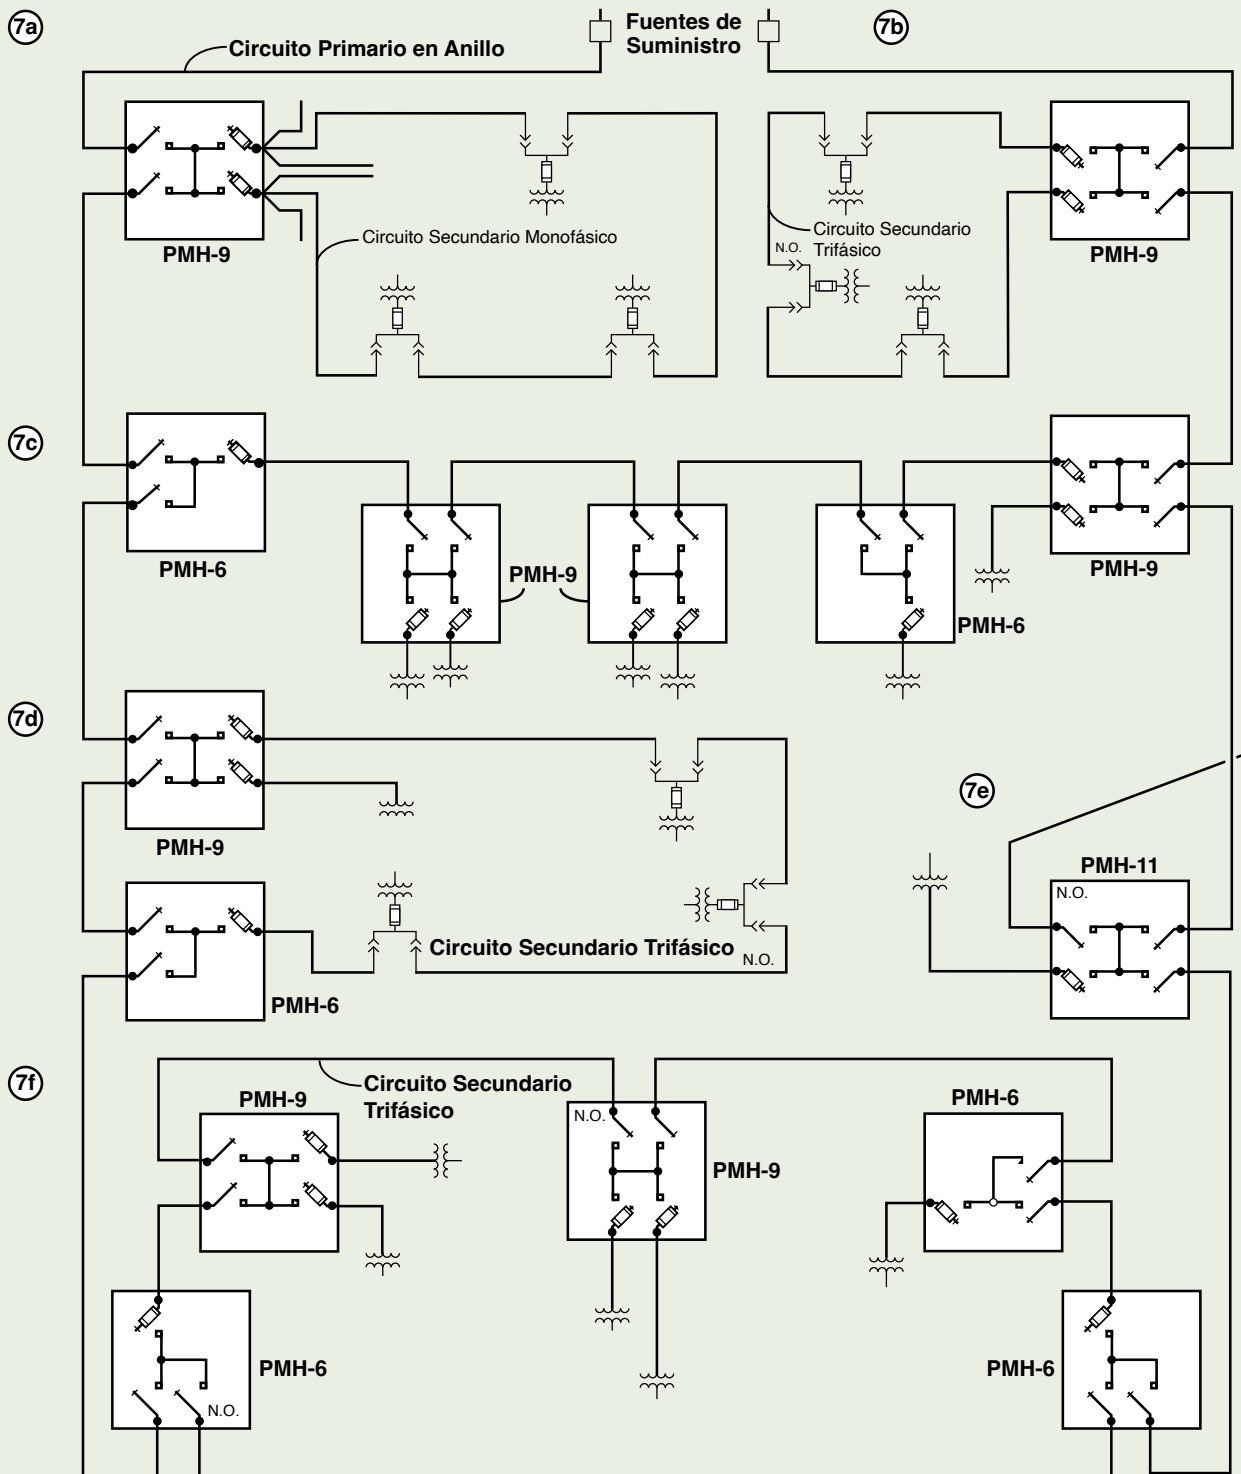 7a
Fuentes de
Suministro
7b
Circuito Primario en Anillo
PMH-9
Circuito Secundario Monofásico
Circuito Secundario
Trifásico
N.O.
PMH-9
7c
PMH-6
PMH-9
PMH-6
PMH-9
7d
PMH-9
7e
PMH-11
N.O.
Circuito Secundario Trifásico
N.O.
PMH-6
7f
Circuito Secundario
Trifásico
PMH-9
N.O.
PMH-9
PMH-6
PMH-6
N.O.
PMH-6